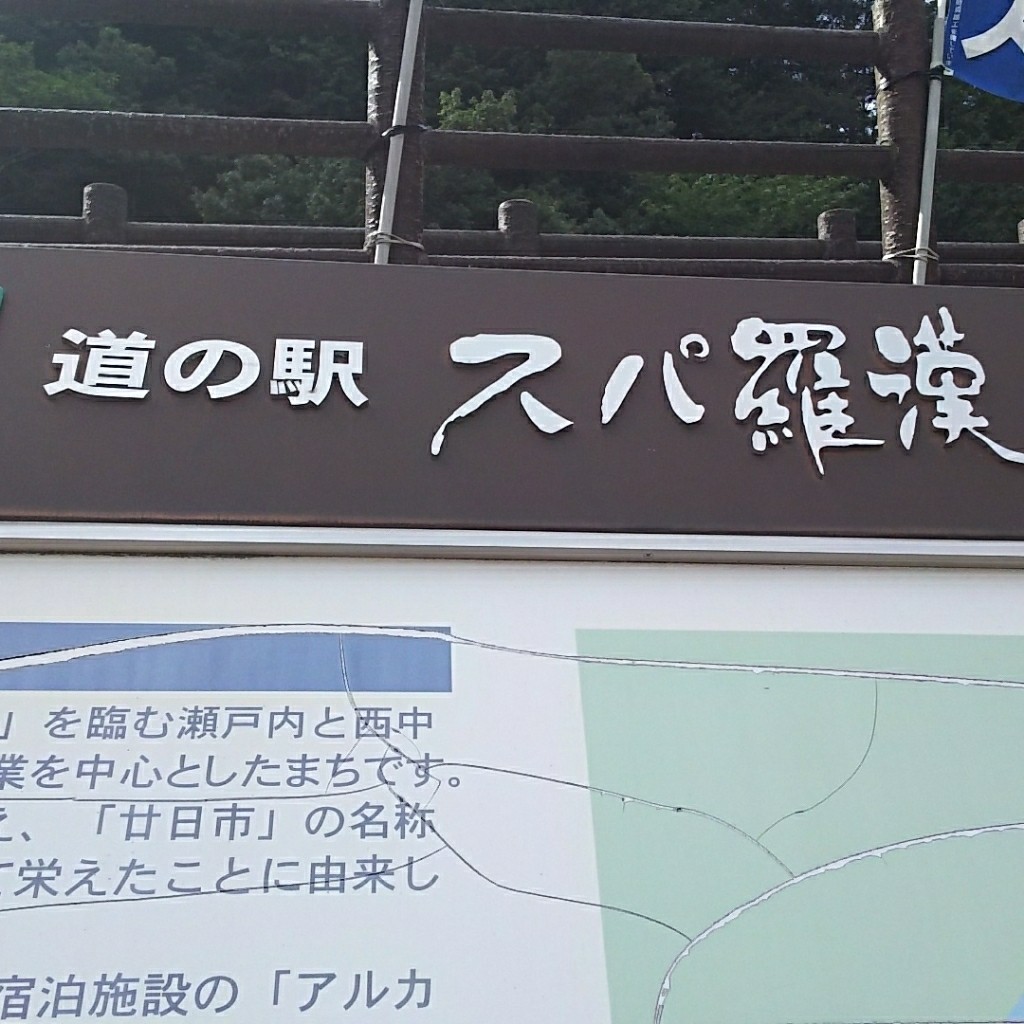 道の駅 スパ羅漢
」を臨む瀬戸内と西中
業を中心としたまちです。
え、「廿日市」の名称
て栄えたことに由来し
宿泊施設の「アルカ